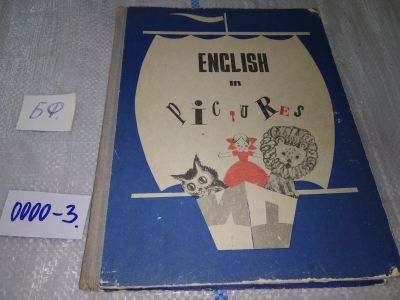 ENGLISH
in
PiCTURES
БФ.
0000-3.